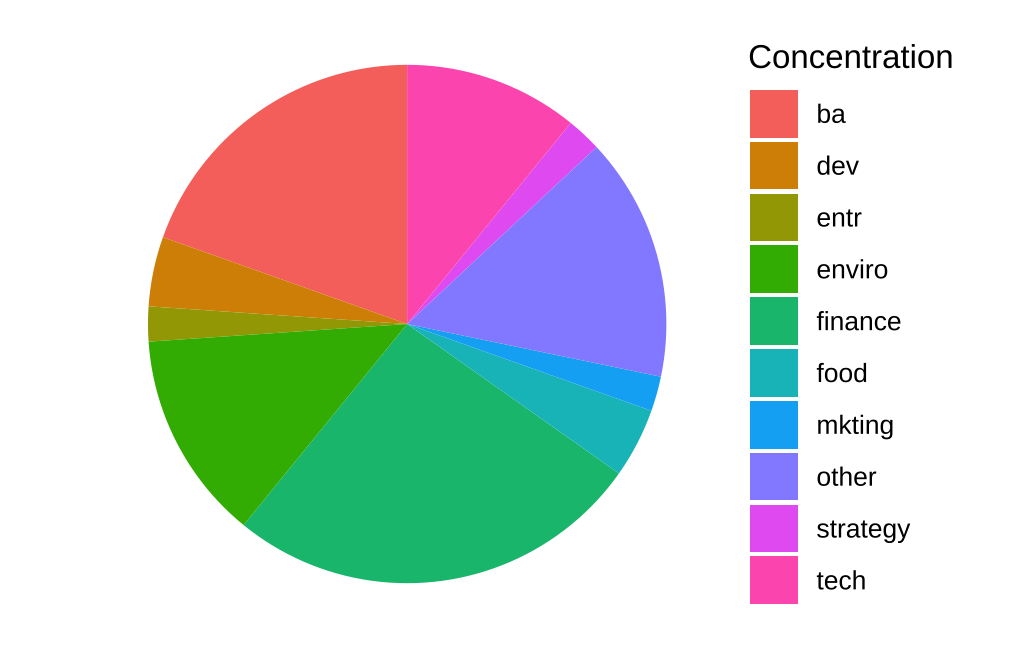 Concentration
ba
dev
entr
enviro
finance
food
mkting
other
strategy
tech